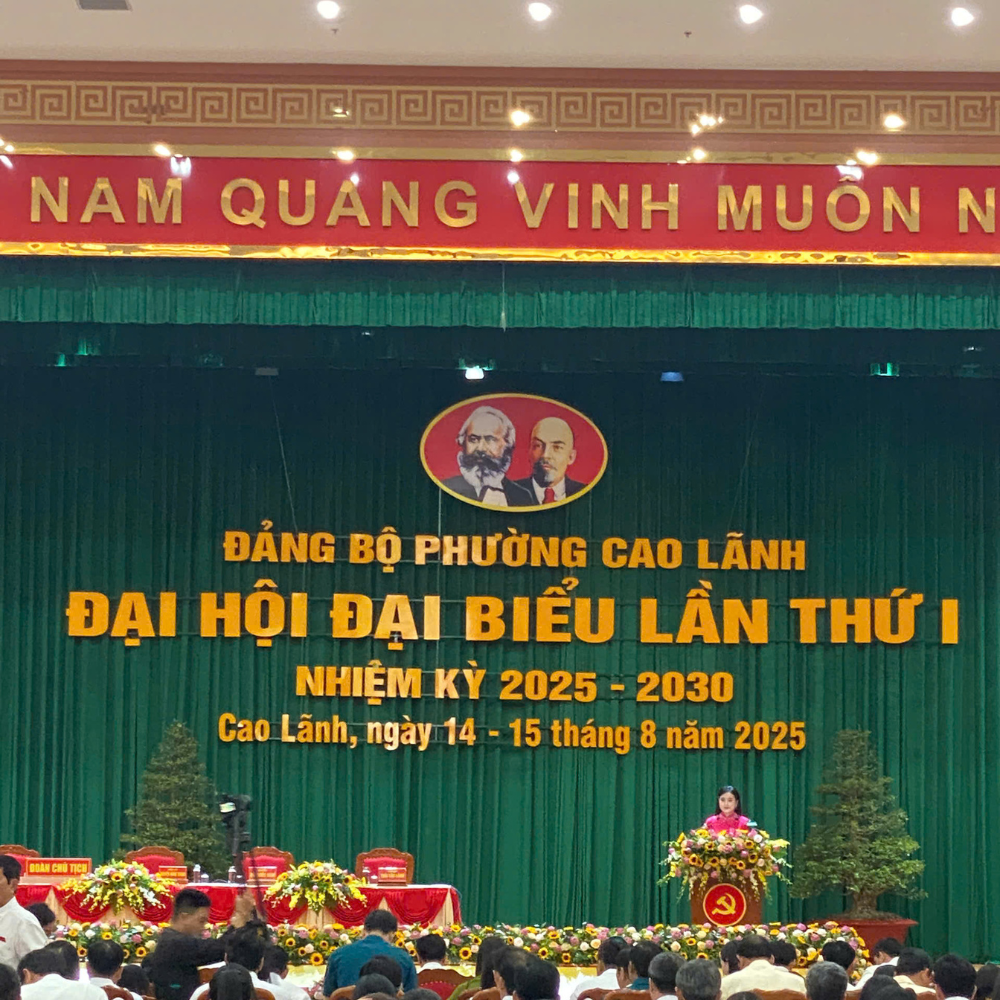 NAM QUANG VINH MUÔN N
ĐẢNG BỘ PHƯỜNG CAO LÃNH
ĐẠI HỘI ĐẠI BIỂU LẦN THỨ I
NHIỆM KỲ 2025 - 2030
Cao Lãnh, ngày 14 - 15 tháng 8 năm 2025
ĐOÀN CHỦ TỊCH